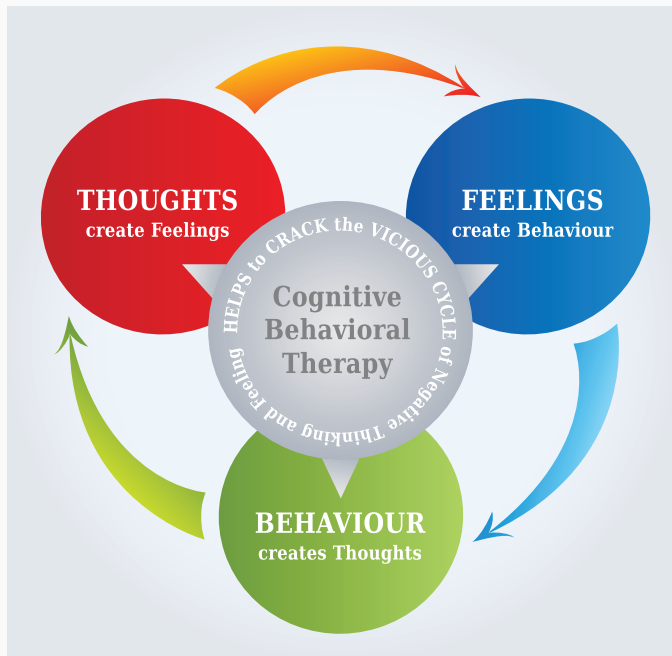 THOUGHTS
create Feelings
FEELINGS
create Behaviour
HELPS to CRACK the VICIOUS CYCLE of Negative Thinking and Feeling
Cognitive
Behavioral
Therapy
BEHAVIOUR
creates Thoughts